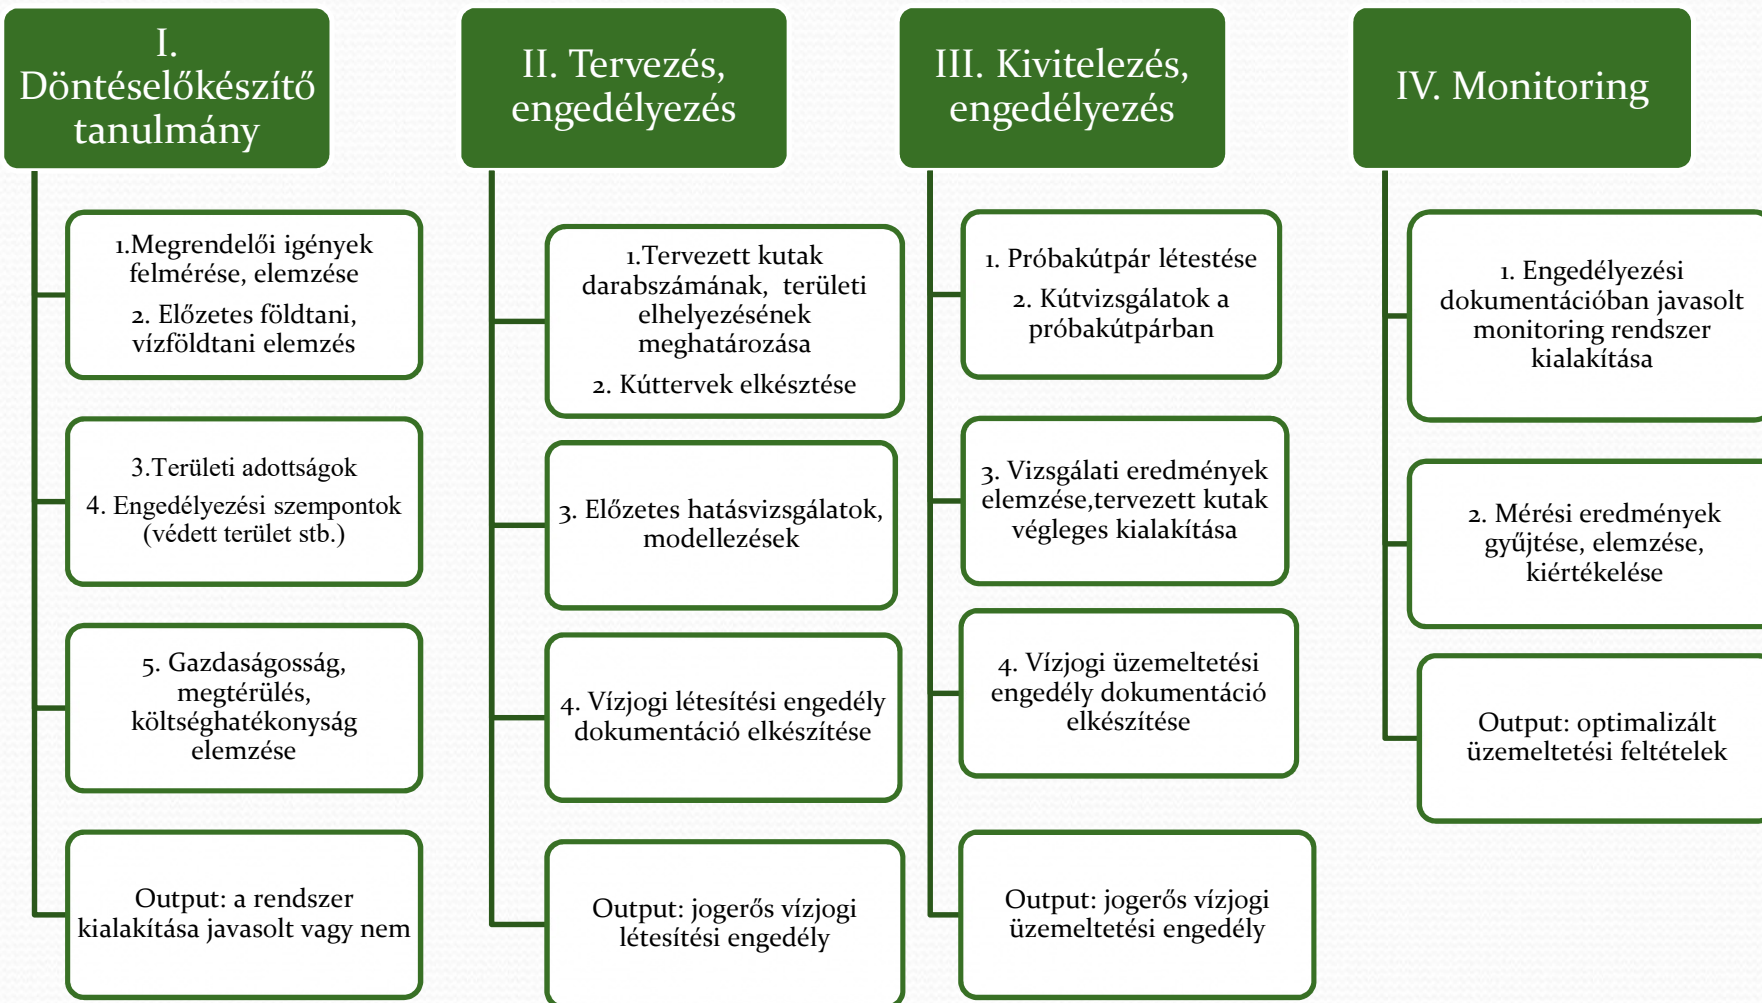 I.
Döntéselőkészítő
tanulmány
1.Megrendelői igények
felmérése, elemzése
2. Előzetes földtani,
vízföldtani elemzés
3.Területi adottságok
4. Engedélyezési szempontok
(védett terület stb.)
5. Gazdaságosság,
megtérülés,
költséghatékonyság
elemzése
Output: a rendszer
kialakítása javasolt vagy nem
II. Tervezés,
engedélyezés
1.Tervezett kutak
darabszámának, területi
elhelyezésének
meghatározása
2. Kúttervek elkésztése
3. Előzetes hatásvizsgálatok,
modellezések
4. Vízjogi létesítési engedély
dokumentáció elkészítése
Output: jogerős vízjogi
létesítési engedély
III. Kivitelezés,
engedélyezés
1. Próbakútpár létestése
2. Kútvizsgálatok a
próbakútpárban
3. Vizsgálati eredmények
elemzése,tervezett kutak
végleges kialakítása
4. Vízjogi üzemeltetési
engedély dokumentáció
elkészítése
Output: jogerős vízjogi
üzemeltetési engedély
IV. Monitoring
1. Engedélyezési
dokumentációban javasolt
monitoring rendszer
kialakítása
2. Mérési eredmények
gyűjtése, elemzése,
kiértékelése
Output: optimalizált
üzemeltetési feltételek